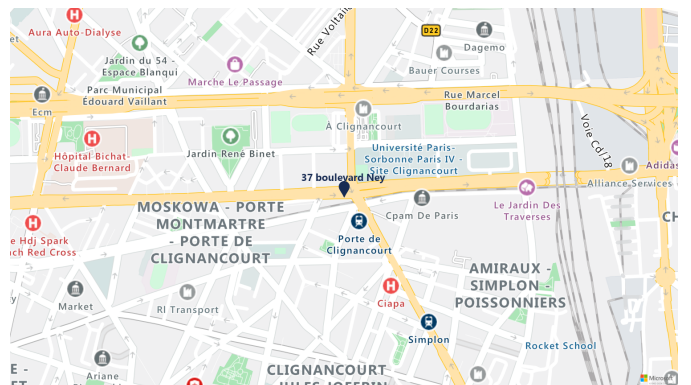 Aura Auto-Dialyse
Rue Voltai
D22
Dagemo
et
Jardin du 54 -
Espace Blanqui
Bauer Courses
Marche Le Passage
Parc Municipal
Édouard Vaillant
Rue Marcel
Bourdarias
Ecm
À Clignancourt
Voie Cdl/18
Hôpital Bichat-
Claude Bernard
Jardin René Binet
Université Paris-
Sorbonne Paris IV -
Site Clignancourt
Adidas
37 boulevard Ney
Alliance Services
MOSKOWA - PORTE
MONTMARTRE
- PORTE DE
CLIGNANCOURT
Cpam De Paris
Le Jardin Des
Traverses
CH
e Hdj Spark
nch Red Cross
Porte de
Clignancourt
AMIRAUX -
SIMPLON -
POISSONNIERS
Market
RI Transport
Ciapa
Simplon
Rocket School
E -
Ariane
CLIGNANCOURT
Microsoft